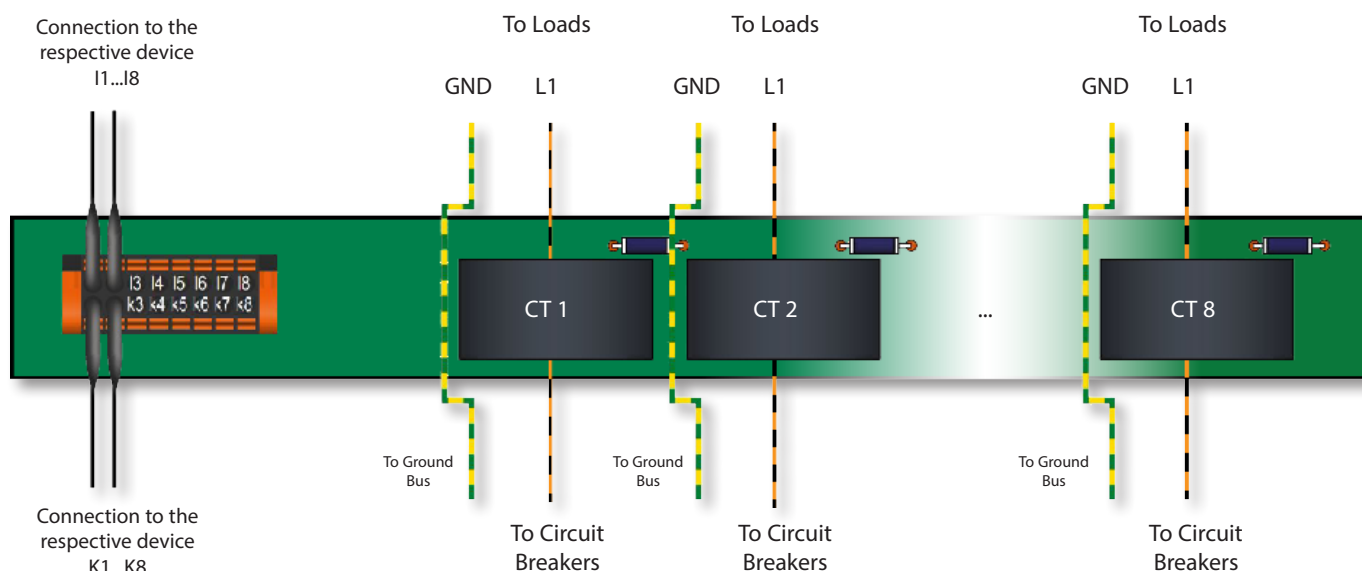 Connection to the
respective device
I1...I8
To Loads
To Loads
To Loads
GND
L1
GND
L1
GND
L1
I3 I4 I5 I6 I7 I8
k3 k4 k5 k6 k7 k8
CT 1
CT 2
...
CT 8
To Ground
Bus
To Ground
Bus
To Ground
Bus
Connection to the
respective device
K1...K8
To Circuit
Breakers
To Circuit
Breakers
To Circuit
Breakers